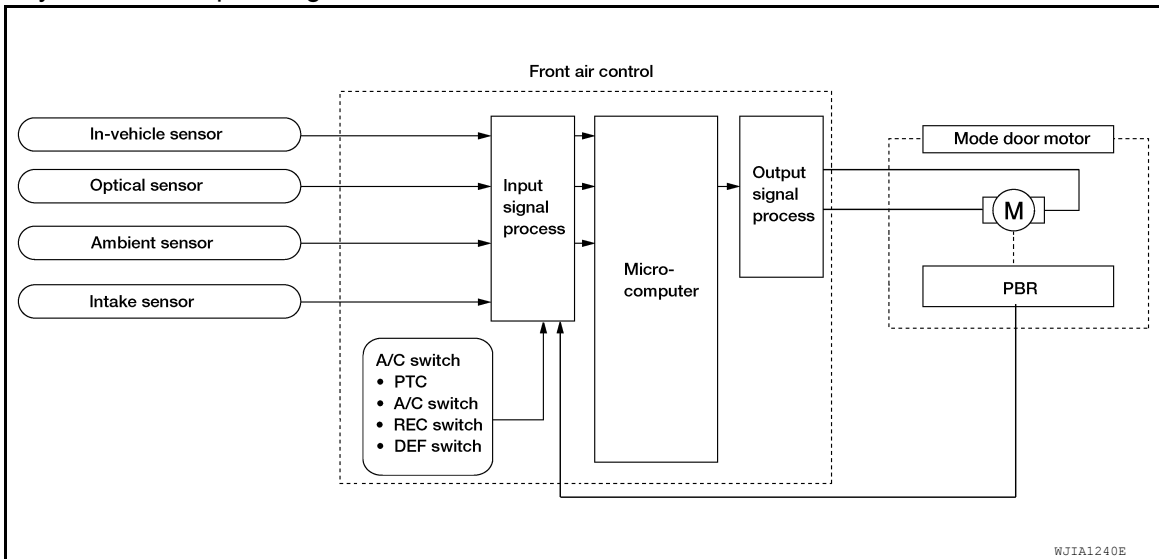 Front air control
In-vehicle sensor
Optical sensor
Ambient sensor
Intake sensor
Input
signal
process
A/C switch
• PTC
• A/C switch
• REC switch
• DEF switch
Micro-
computer
Output
signal
process
Mode door motor
M
PBR
WJIA1240E